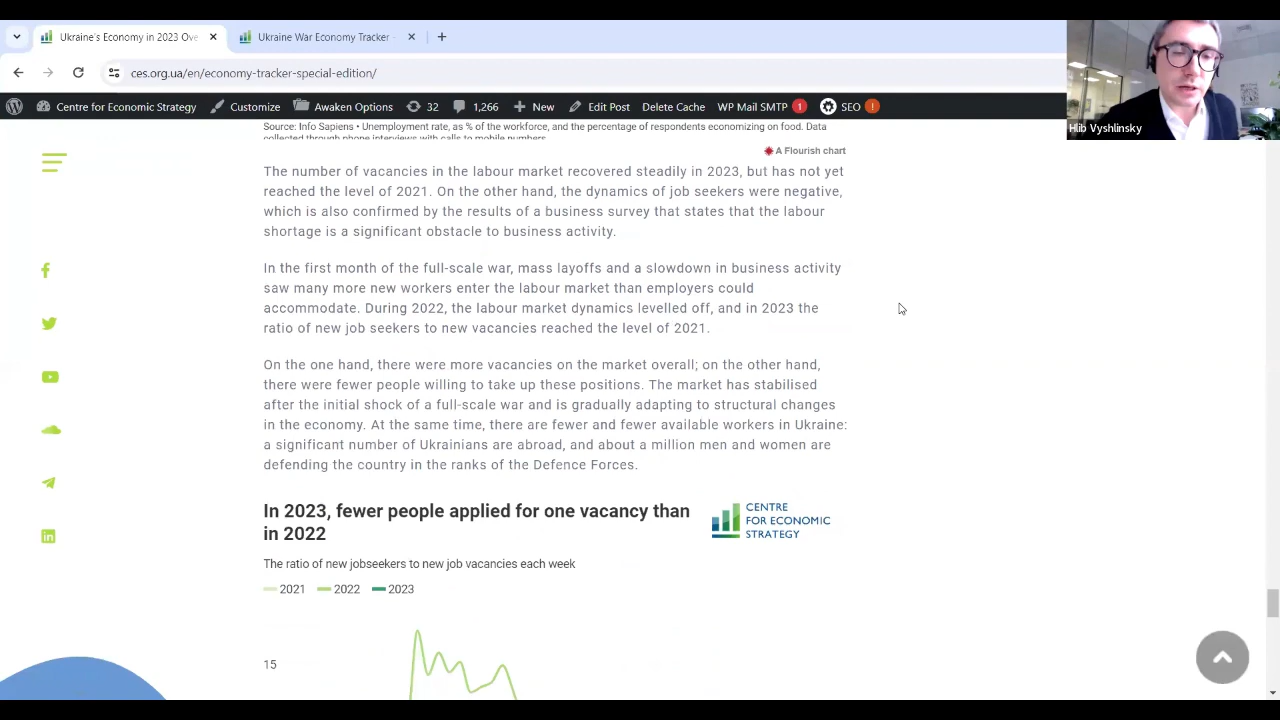 Ukraine's Economy in 2023 Ove
Ukraine War Economy Tracker -
ces.org.ua/en/economy-tracker-special-edition/
Centre for Economic Strategy
Customize
Awaken Options
32
1,266
New
Edit Post
Delete Cache
WP Mail SMTP 1
SEO !
Hlib Vyshlinsky
Source: Info Sapiens • Unemployment rate, as % of the workforce, and the percentage of respondents economizing on food. Data
collected through phone interviews with calls to mobile numbers.
A Flourish chart
The number of vacancies in the labour market recovered steadily in 2023, but has not yet
reached the level of 2021. On the other hand, the dynamics of job seekers were negative,
which is also confirmed by the results of a business survey that states that the labour
shortage is a significant obstacle to business activity.
In the first month of the full-scale war, mass layoffs and a slowdown in business activity
saw many more new workers enter the labour market than employers could
accommodate. During 2022, the labour market dynamics levelled off, and in 2023 the
ratio of new job seekers to new vacancies reached the level of 2021.
On the one hand, there were more vacancies on the market overall; on the other hand,
there were fewer people willing to take up these positions. The market has stabilised
after the initial shock of a full-scale war and is gradually adapting to structural changes
in the economy. At the same time, there are fewer and fewer available workers in Ukraine:
a significant number of Ukrainians are abroad, and about a million men and women are
defending the country in the ranks of the Defence Forces.
In 2023, fewer people applied for one vacancy than
in 2022
CENTRE
FOR ECONOMIC
STRATEGY
The ratio of new jobseekers to new job vacancies each week
2021
2022
2023
15